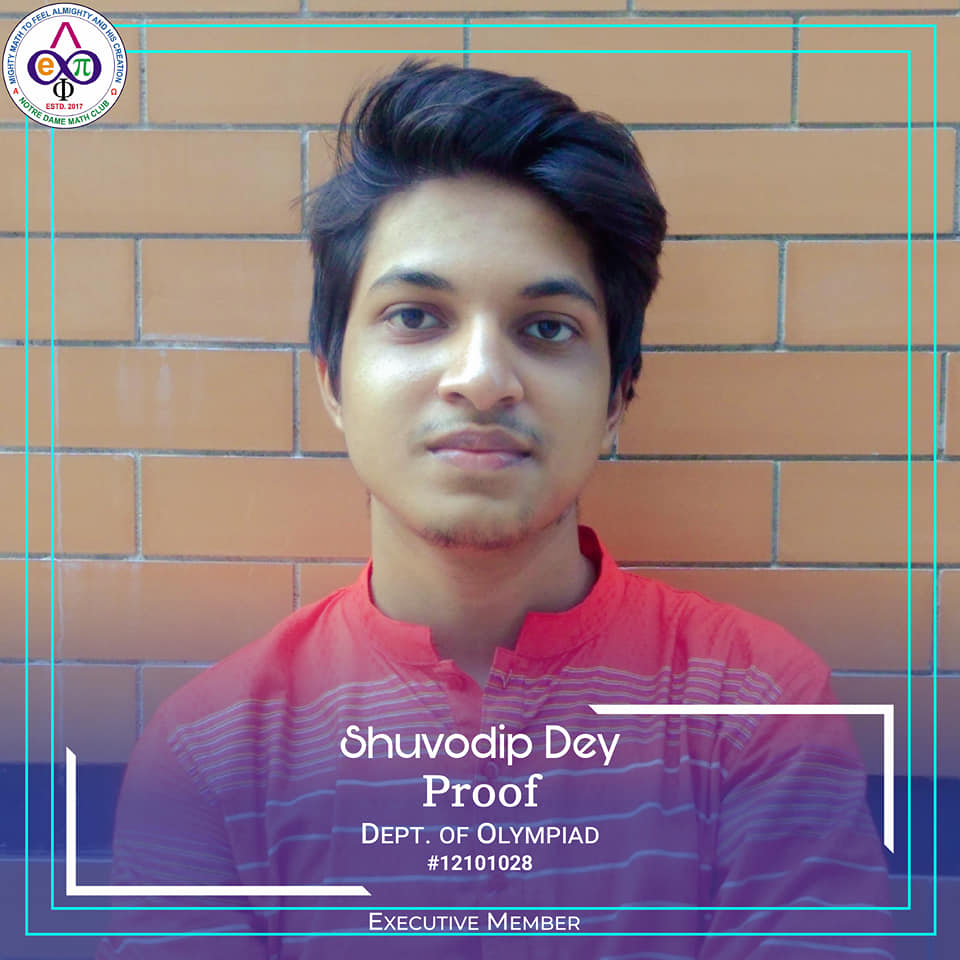 MIGHTY MATH TO FEEL ALMIGHTY AND HIS CREATION
Λ
e π
Φ
Α Ω
ESTD. 2017
NOTRE DAME MATH CLUB
Shuvodip Dey
Proof
DEPT. OF OLYMPIAD
#12101028
EXECUTIVE MEMBER